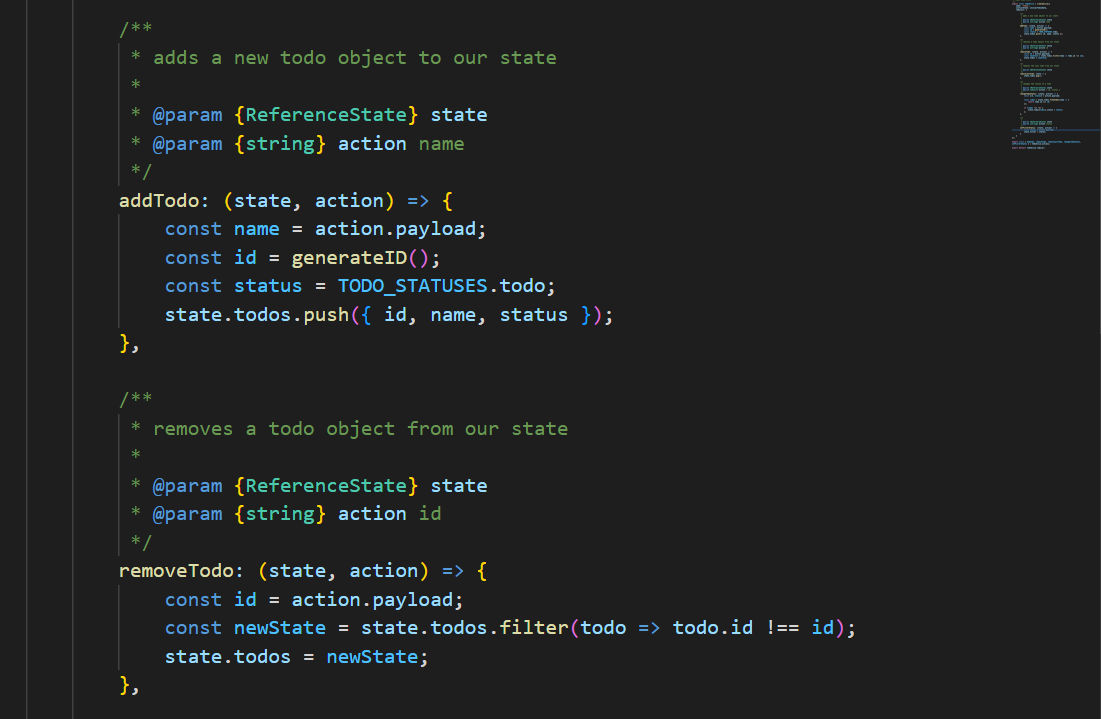 /**
 * adds a new todo object to our state
 *
 * @param {ReferenceState} state
 * @param {string} action name
 */
addTodo: (state, action) => {
    const name = action.payload;
    const id = generateID();
    const status = TODO_STATUSES.todo;
    state.todos.push({ id, name, status });
},

/**
 * removes a todo object from our state
 *
 * @param {ReferenceState} state
 * @param {string} action id
 */
removeTodo: (state, action) => {
    const id = action.payload;
    const newState = state.todos.filter(todo => todo.id !== id);
    state.todos = newState;
},